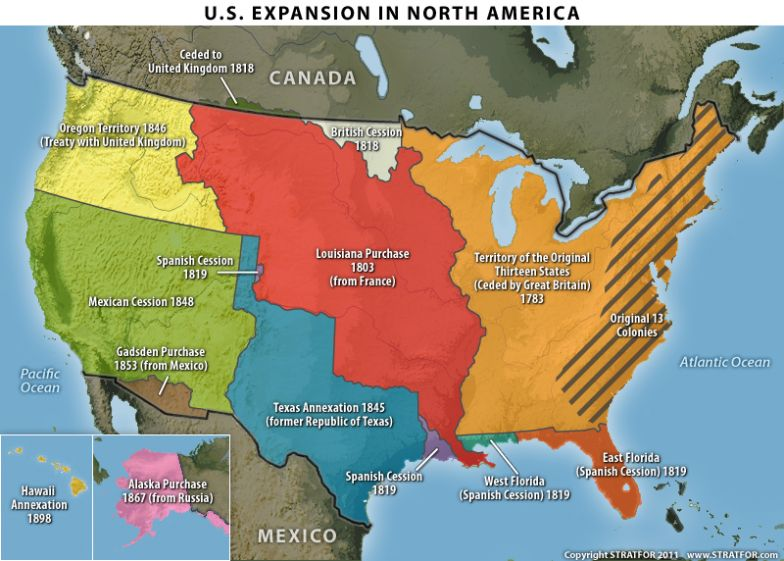 U.S. EXPANSION IN NORTH AMERICA
Ceded to
United Kingdom 1818
CANADA
Oregon Territory 1846
(Treaty with United Kingdom)
British Cession
1818
Spanish Cession
1819
Louisiana Purchase
1803
(from France)
Territory of the Original
Thirteen States
(Ceded by Great Britain)
1783
Mexican Cession 1848
Original 13
Colonies
Gadsden Purchase
1853 (from Mexico)
Pacific
Ocean
Atlantic Ocean
Texas Annexation 1845
(former Republic of Texas)
Spanish Cession
1819
West Florida
(Spanish Cession) 1819
East Florida
(Spanish Cession) 1819
Hawaii
Annexation
1898
Alaska Purchase
1867 (from Russia)
MEXICO
Copyright STRATFOR 2011 www.STRATFOR.com